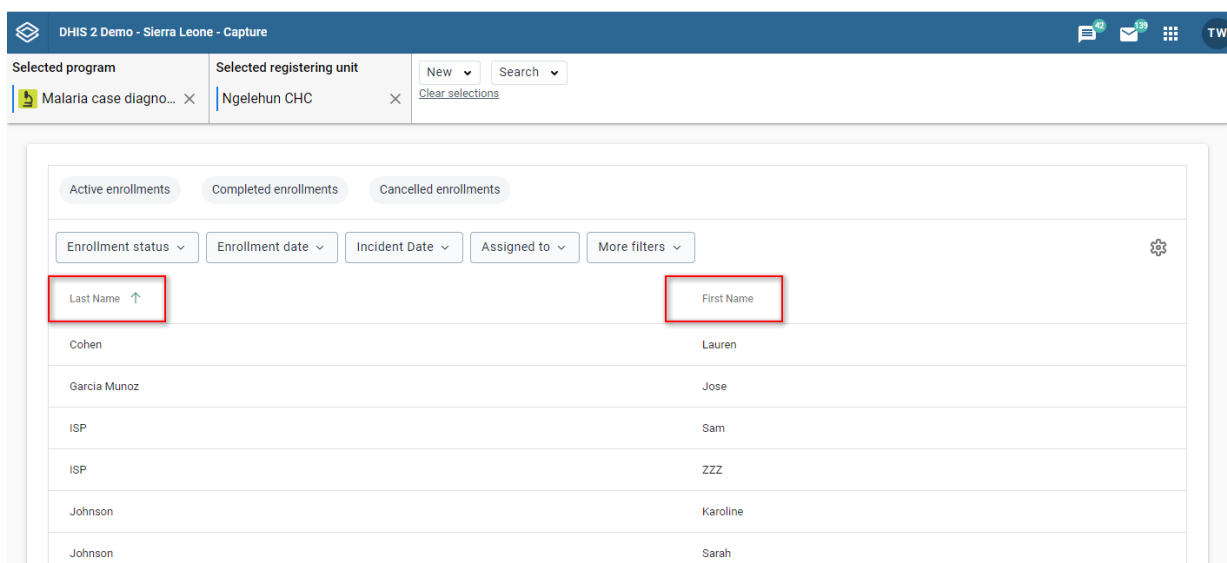 DHIS 2 Demo - Sierra Leone - Capture
42
139
TW
Selected program
Selected registering unit
New
Search
Malaria case diagno...
Ngelehun CHC
Clear selections
Active enrollments
Completed enrollments
Cancelled enrollments
Enrollment status
Enrollment date
Incident Date
Assigned to
More filters
Last Name ↑ First Name
Cohen Lauren
Garcia Munoz Jose
ISP Sam
ISP ZZZ
Johnson Karoline
Johnson Sarah